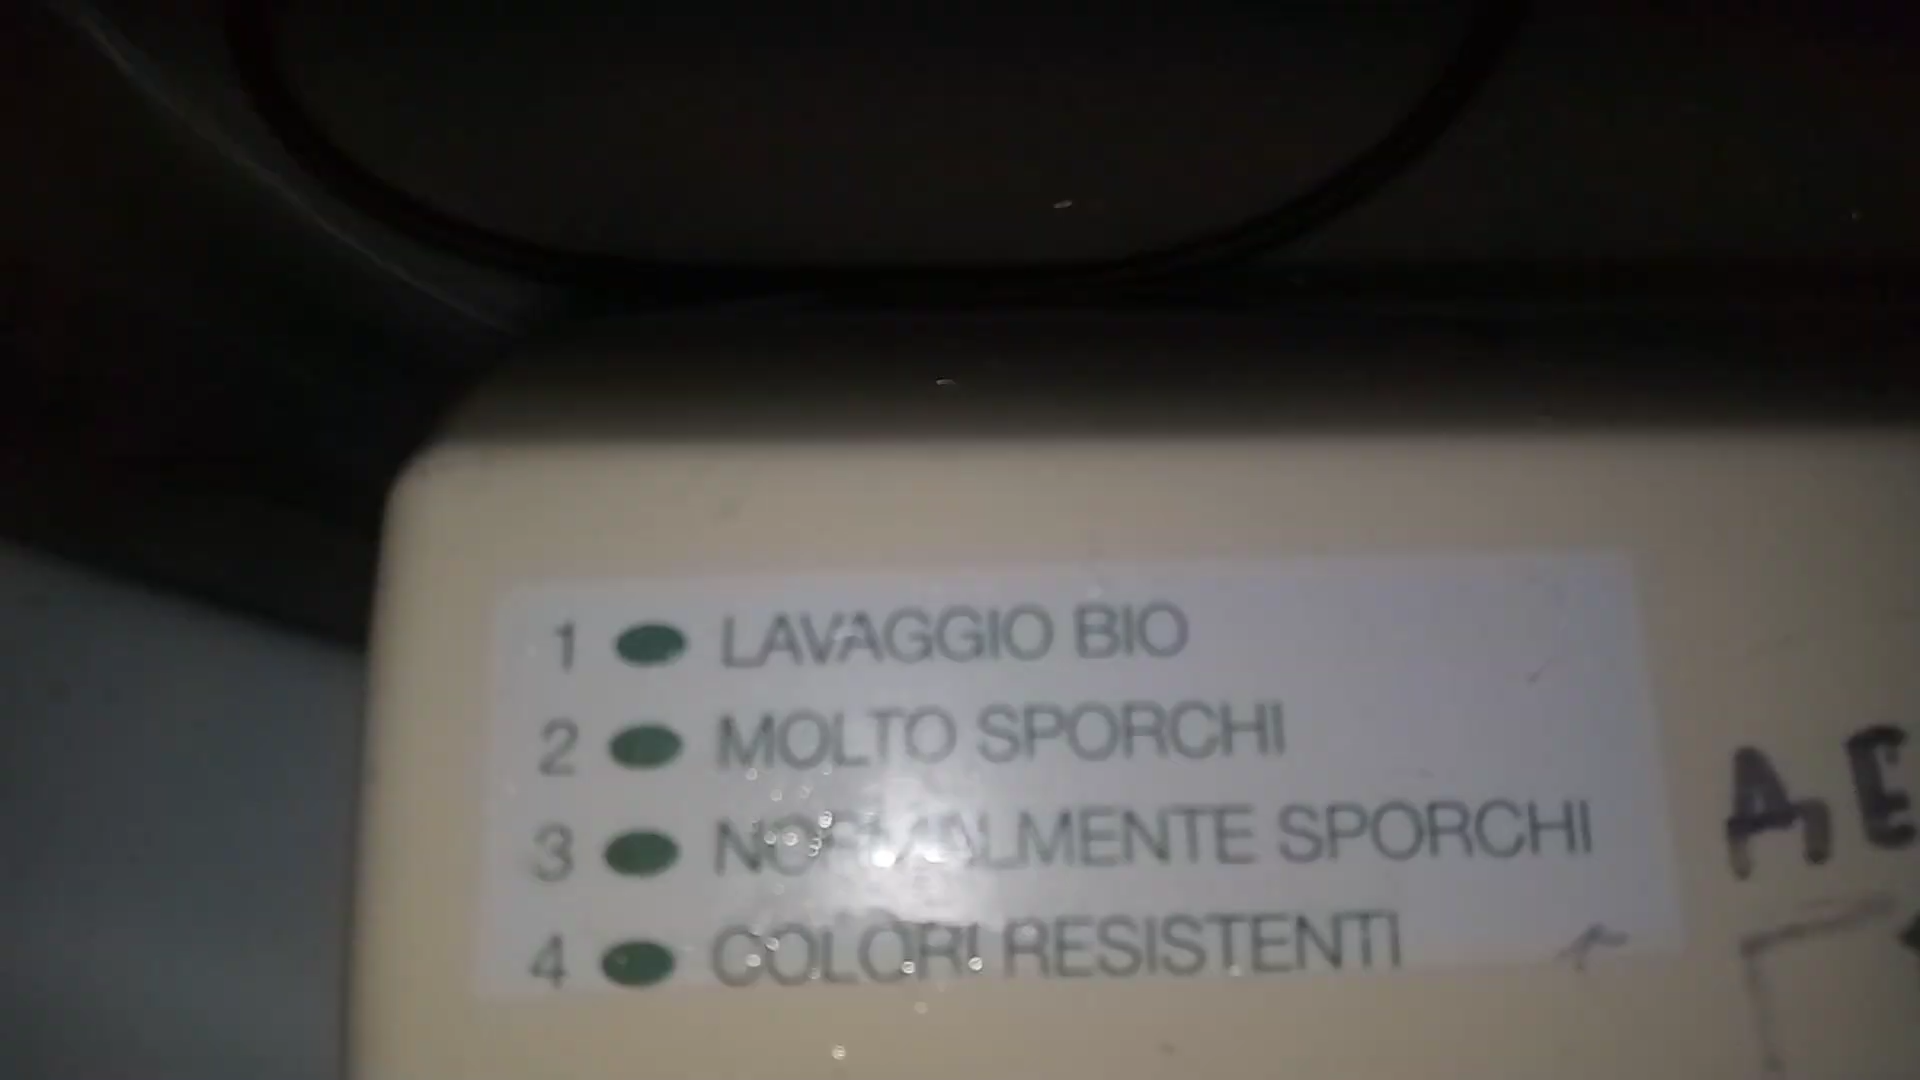 1 LAVAGGIO BIO
2 MOLTO SPORCHI
3 NORMALMENTE SPORCHI
4 COLORI RESISTENTI